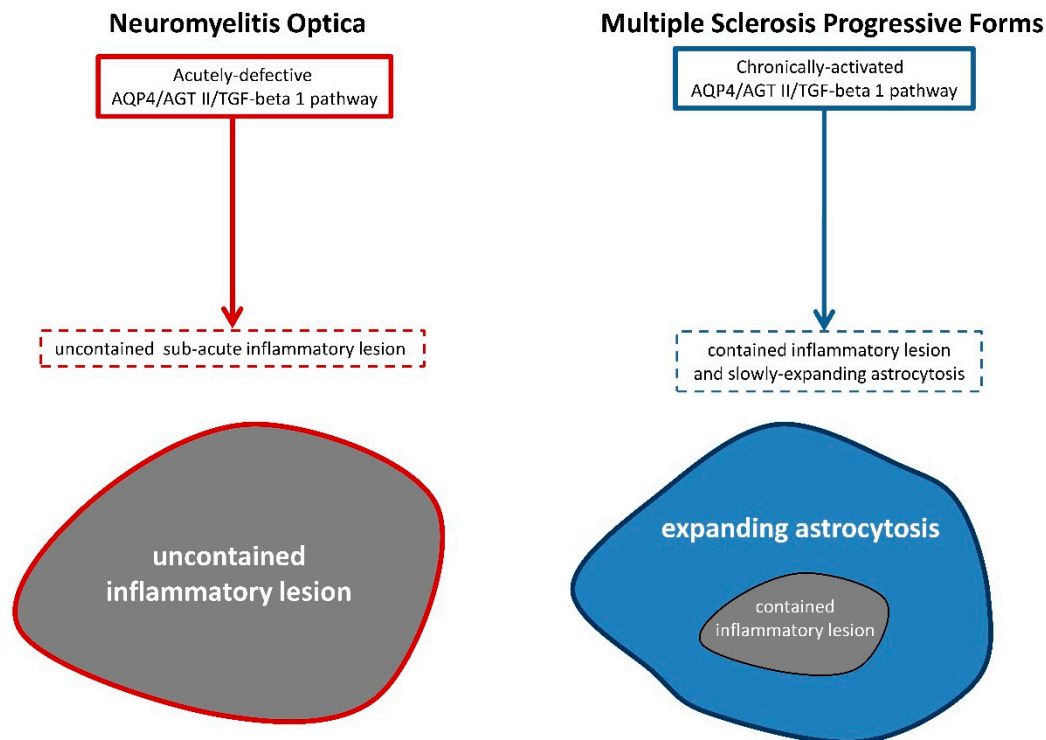 Neuromyelitis Optica
Acutely-defective
AQP4/AGT II/TGF-beta 1 pathway
uncontained sub-acute inflammatory lesion
uncontained
inflammatory lesion
Multiple Sclerosis Progressive Forms
Chronically-activated
AQP4/AGT II/TGF-beta 1 pathway
contained inflammatory lesion
and slowly-expanding astrocytosis
expanding astrocytosis
contained
inflammatory lesion